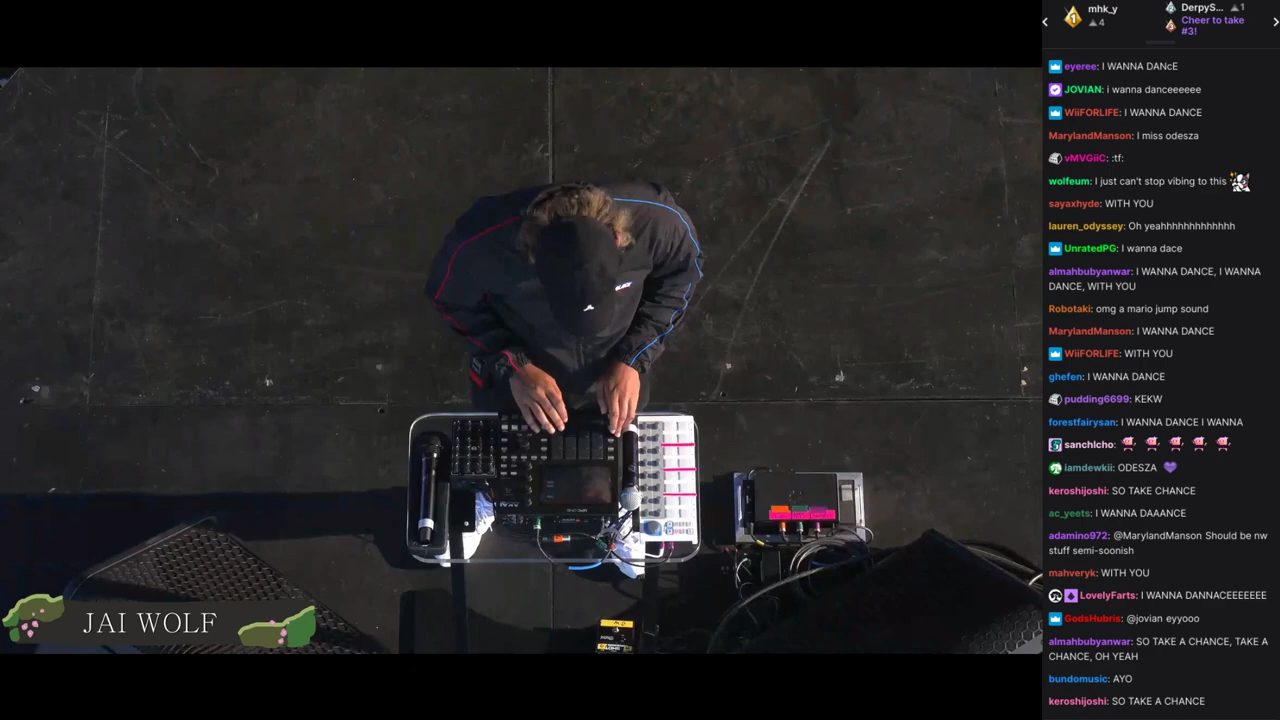 mhk_y
4
DerpyS... 1
Cheer to take
#3!
eyeree: I WANNA DANcE
JOVIAN: i wanna danceeeeee
WiiFORLIFE: I WANNA DANCE
MarylandManson: I miss odesza
vMVGiiC: :tf:
wolfeum: I just can't stop vibing to this
sayaxhyde: WITH YOU
lauren_odyssey: Oh yeahhhhhhhhhhhh
UnratedPG: I wanna dace
almahbubyanwar: I WANNA DANCE, I WANNA
DANCE, WITH YOU
Robotaki: omg a mario jump sound
MarylandManson: I WANNA DANCE
WiiFORLIFE: WITH YOU
ghefen: I WANNA DANCE
pudding6699: KEKW
forestfairysan: I WANNA DANCE I WANNA
sanchIcho:
iamdewkii: ODESZA
keroshijoshi: SO TAKE CHANCE
ac_yeets: I WANNA DAAANCE
adamino972: @MarylandManson Should be nw
stuff semi-soonish
mahveryk: WITH YOU
LovelyFarts: I WANNA DANNACEEEEEEE
GodsHubris: @jovian eyyooo
almahbubyanwar: SO TAKE A CHANCE, TAKE A
CHANCE, OH YEAH
bundomusic: AYO
keroshijoshi: SO TAKE A CHANCE
JAI WOLF